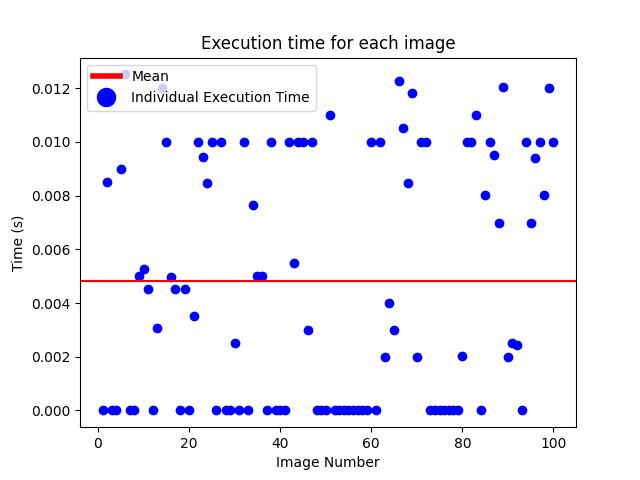 Execution time for each image
Mean
Individual Execution Time
0.012
0.010
0.008
0.006
0.004
0.002
0.000
Time (s)
0 20 40 60 80 100
Image Number